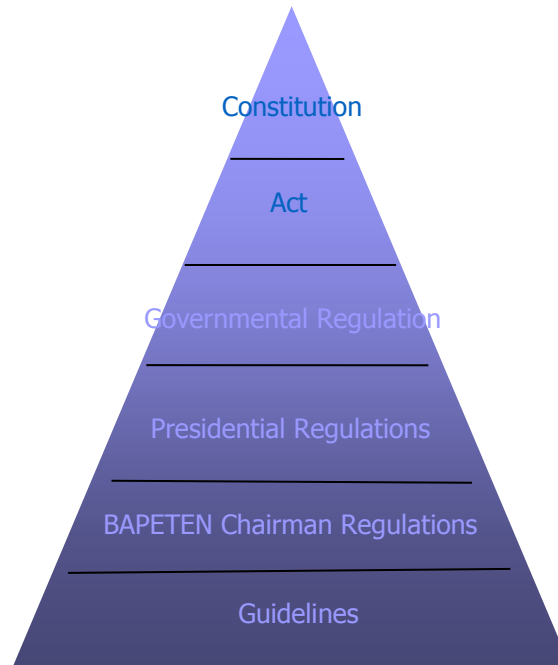 Constitution
Act
Governmental Regulation
Presidential Regulations
BAPETEN Chairman Regulations
Guidelines